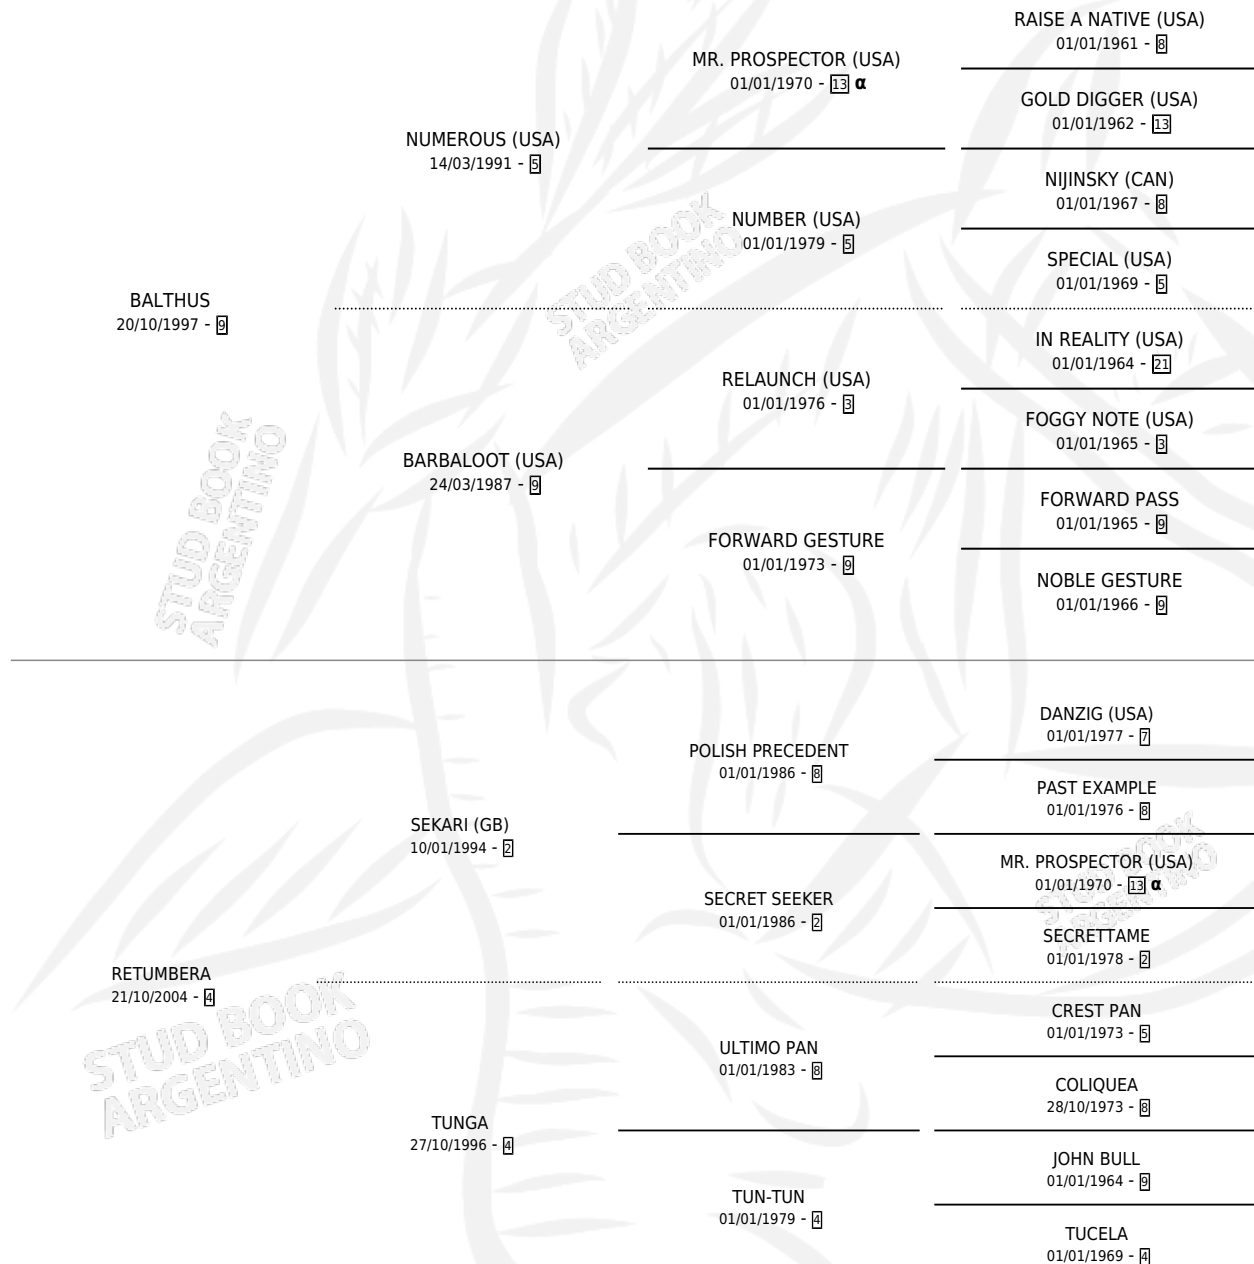 RAISE A NATIVE (USA)
01/01/1961 - 8
MR. PROSPECTOR (USA)
01/01/1970 - 13 α
GOLD DIGGER (USA)
01/01/1962 - 13
NUMEROUS (USA)
14/03/1991 - 5
NIJINSKY (CAN)
01/01/1967 - 8
NUMBER (USA)
01/01/1979 - 5
SPECIAL (USA)
01/01/1969 - 5
BALTHUS
20/10/1997 - 9
IN REALITY (USA)
01/01/1964 - 21
RELAUNCH (USA)
01/01/1976 - 3
FOGGY NOTE (USA)
01/01/1965 - 3
BARBALOOT (USA)
24/03/1987 - 9
FORWARD PASS
01/01/1965 - 9
FORWARD GESTURE
01/01/1973 - 9
NOBLE GESTURE
01/01/1966 - 9
DANZIG (USA)
01/01/1977 - 7
POLISH PRECEDENT
01/01/1986 - 8
PAST EXAMPLE
01/01/1976 - 8
SEKARI (GB)
10/01/1994 - 2
MR. PROSPECTOR (USA)
01/01/1970 - 13 α
SECRET SEEKER
01/01/1986 - 2
SECRETTAME
01/01/1978 - 2
RETUMBERA
21/10/2004 - 4
CREST PAN
01/01/1973 - 5
ULTIMO PAN
01/01/1983 - 8
COLIQUEA
28/10/1973 - 8
TUNGA
27/10/1996 - 4
JOHN BULL
01/01/1964 - 9
TUN-TUN
01/01/1979 - 4
TUCELA
01/01/1969 - 4
STUD BOOK
ARGENTINO
STUD BOOK
ARGENTINO
STUD BOOK
ARGENTINO
STUD BOOK
ARGENTINO